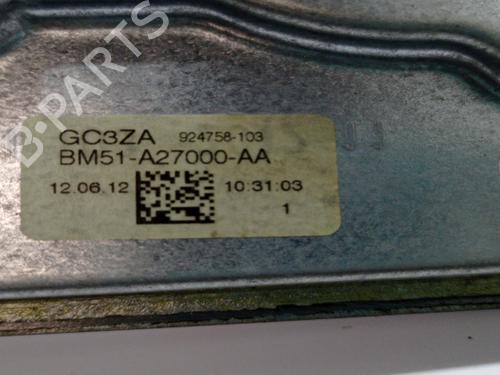 B-PARTS
GC3ZA 924758-103
BM51-A27000-AA
12.06.12 10:31:03
1